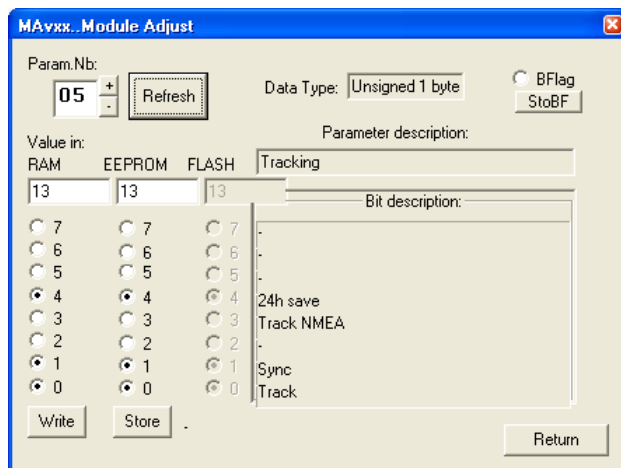 MAvxx..Module Adjust
Param.Nb:
05 + -
Refresh
Data Type: Unsigned 1 byte
BFlag
StoBF
Value in:
RAM EEPROM FLASH
13 13 13
Parameter description:
Tracking
Bit description:
7 7 7 -
6 6 6 -
5 5 5 -
4 4 4 24h save
3 3 3 Track NMEA
2 2 2 -
1 1 1 Sync
0 0 0 Track
Write Store .
Return